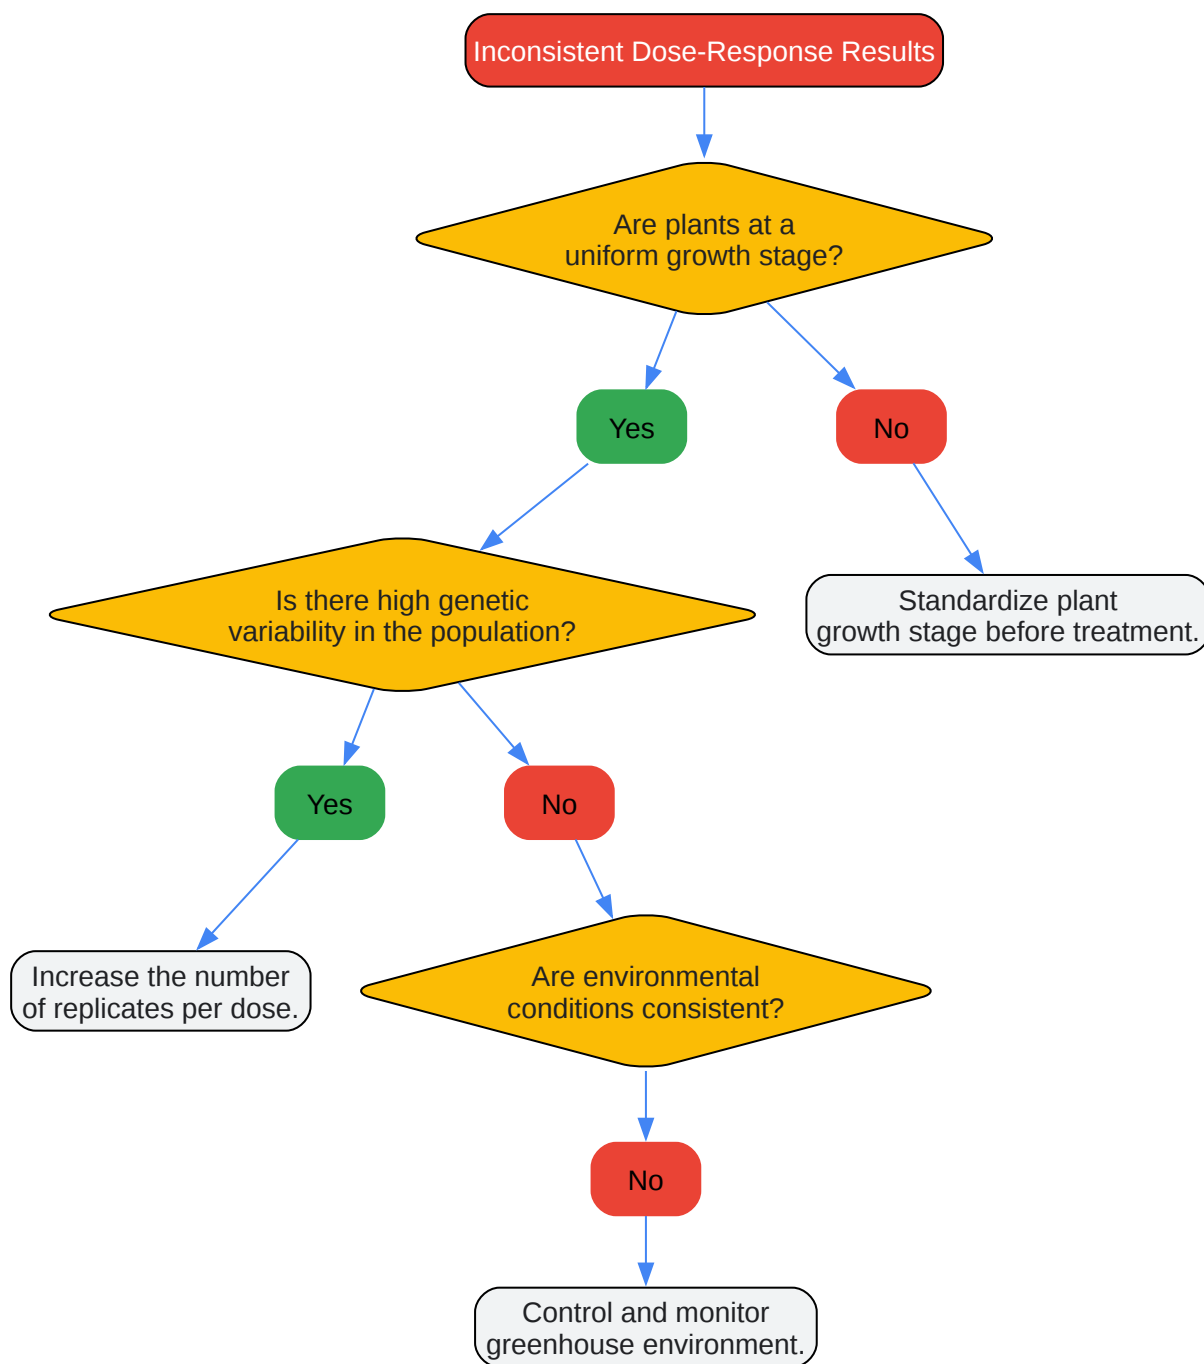 Inconsistent Dose-Response Results
Are plants at a
uniform growth stage?
Yes
No
Is there high genetic
variability in the population?
Standardize plant
growth stage before treatment.
Yes
No
Increase the number
of replicates per dose.
Are environmental
conditions consistent?
No
Control and monitor
greenhouse environment.